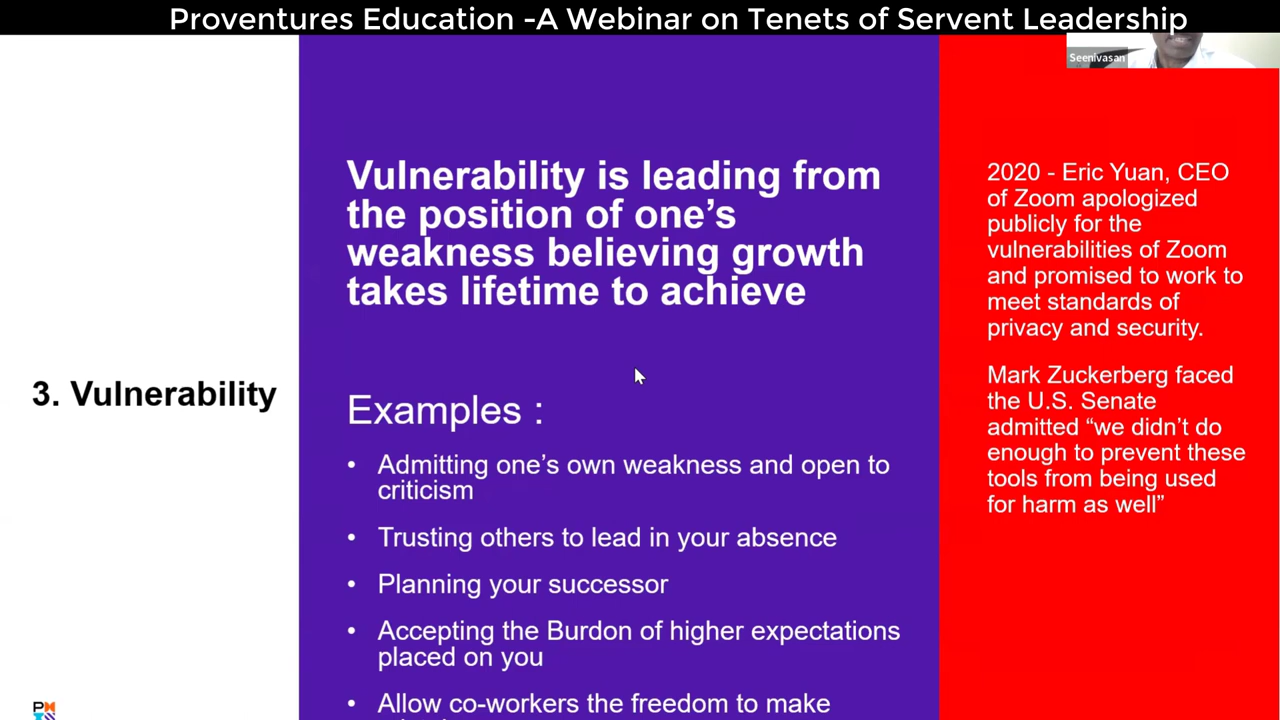 Proventures Education -A Webinar on Tenets of Servent Leadership
Seenivasan
3. Vulnerability
Vulnerability is leading from
the position of one's
weakness believing growth
takes lifetime to achieve
Examples :
• Admitting one's own weakness and open to
criticism
• Trusting others to lead in your absence
• Planning your successor
• Accepting the Burdon of higher expectations
placed on you
• Allow co-workers the freedom to make
2020 - Eric Yuan, CEO
of Zoom apologized
publicly for the
vulnerabilities of Zoom
and promised to work to
meet standards of
privacy and security.
Mark Zuckerberg faced
the U.S. Senate
admitted “we didn't do
enough to prevent these
tools from being used
for harm as well”